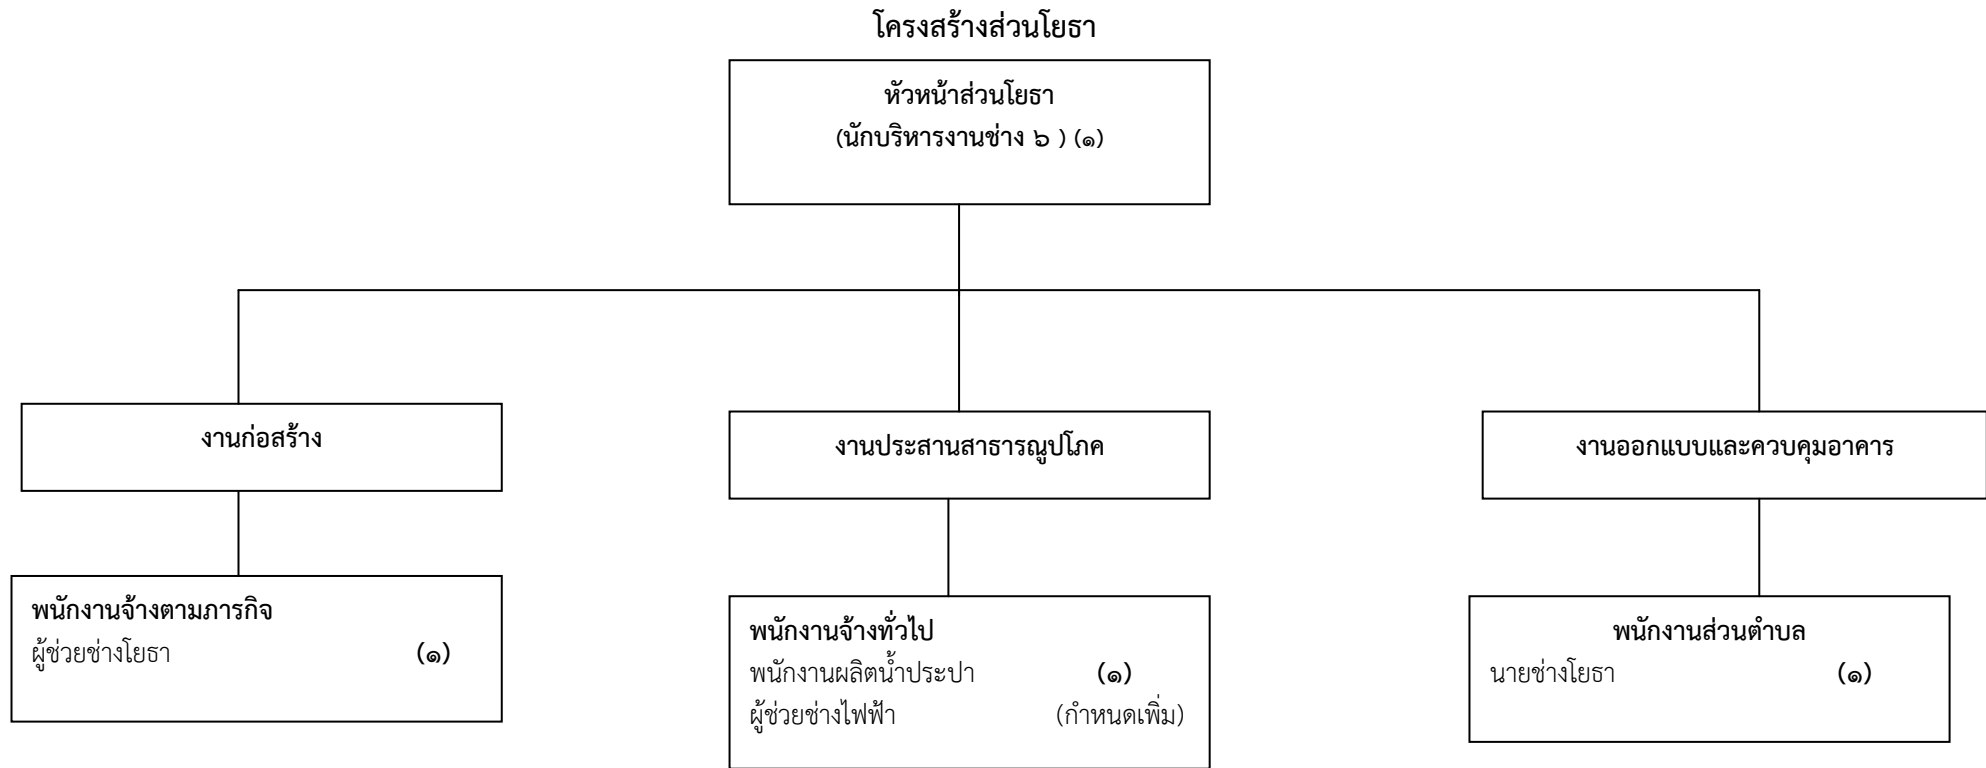 โครงสร้างส่วนโยธา
หัวหน้าส่วนโยธา
(นักบริหารงานช่าง ๖ ) (๑)
งานก่อสร้าง
งานประสานสาธารณูปโภค
งานออกแบบและควบคุมอาคาร
พนักงานจ้างตามภารกิจ
ผู้ช่วยช่างโยธา (๑)
พนักงานจ้างทั่วไป
พนักงานผลิตน้ำประปา (๑)
ผู้ช่วยช่างไฟฟ้า (กำหนดเพิ่ม)
พนักงานส่วนตำบล
นายช่างโยธา (๑)